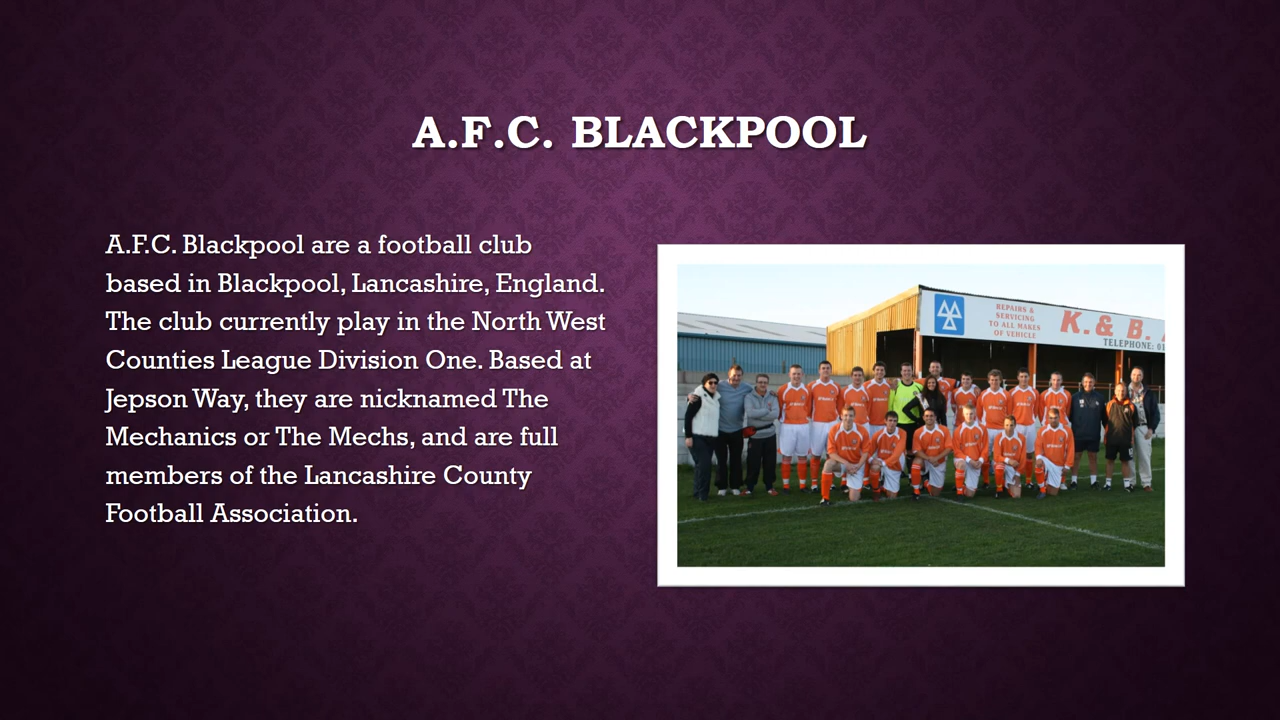 A.F.C. BLACKPOOL
A.F.C. Blackpool are a football club
based in Blackpool, Lancashire, England.
The club currently play in the North West
Counties League Division One. Based at
Jepson Way, they are nicknamed The
Mechanics or The Mechs, and are full
members of the Lancashire County
Football Association.
REPAIRS &
SERVICING
TO ALL MAKES
OF VEHICLE
K. & B.
TELEPHONE: 01